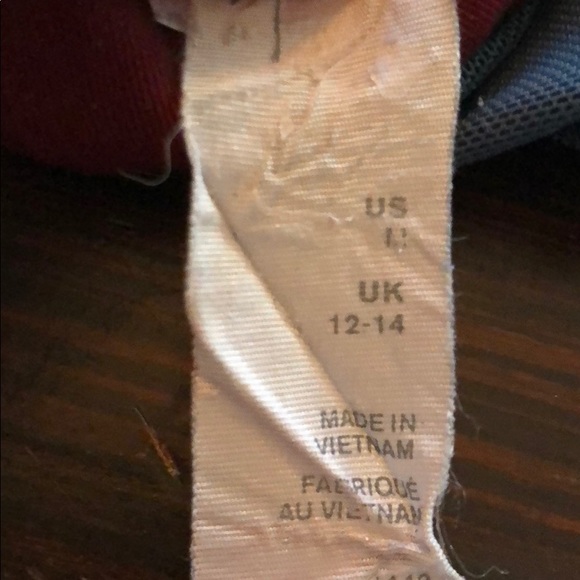 US
UK
12-14
MADE IN
VIETNAM
FABRIQUÉ
AU VIETNAM